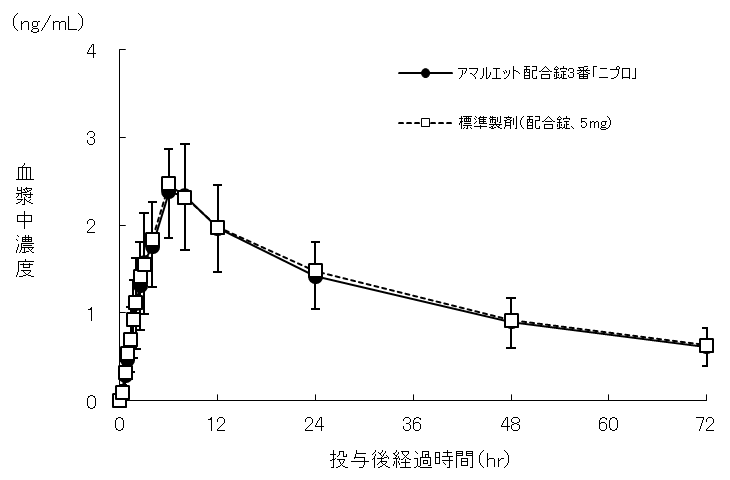 (ng/mL)
4
3
2
1
0
血漿中濃度
アマルエット配合錠3番「ニプロ」
標準製剤(配合錠、5mg)
0 12 24 36 48 60 72
投与後経過時間(hr)